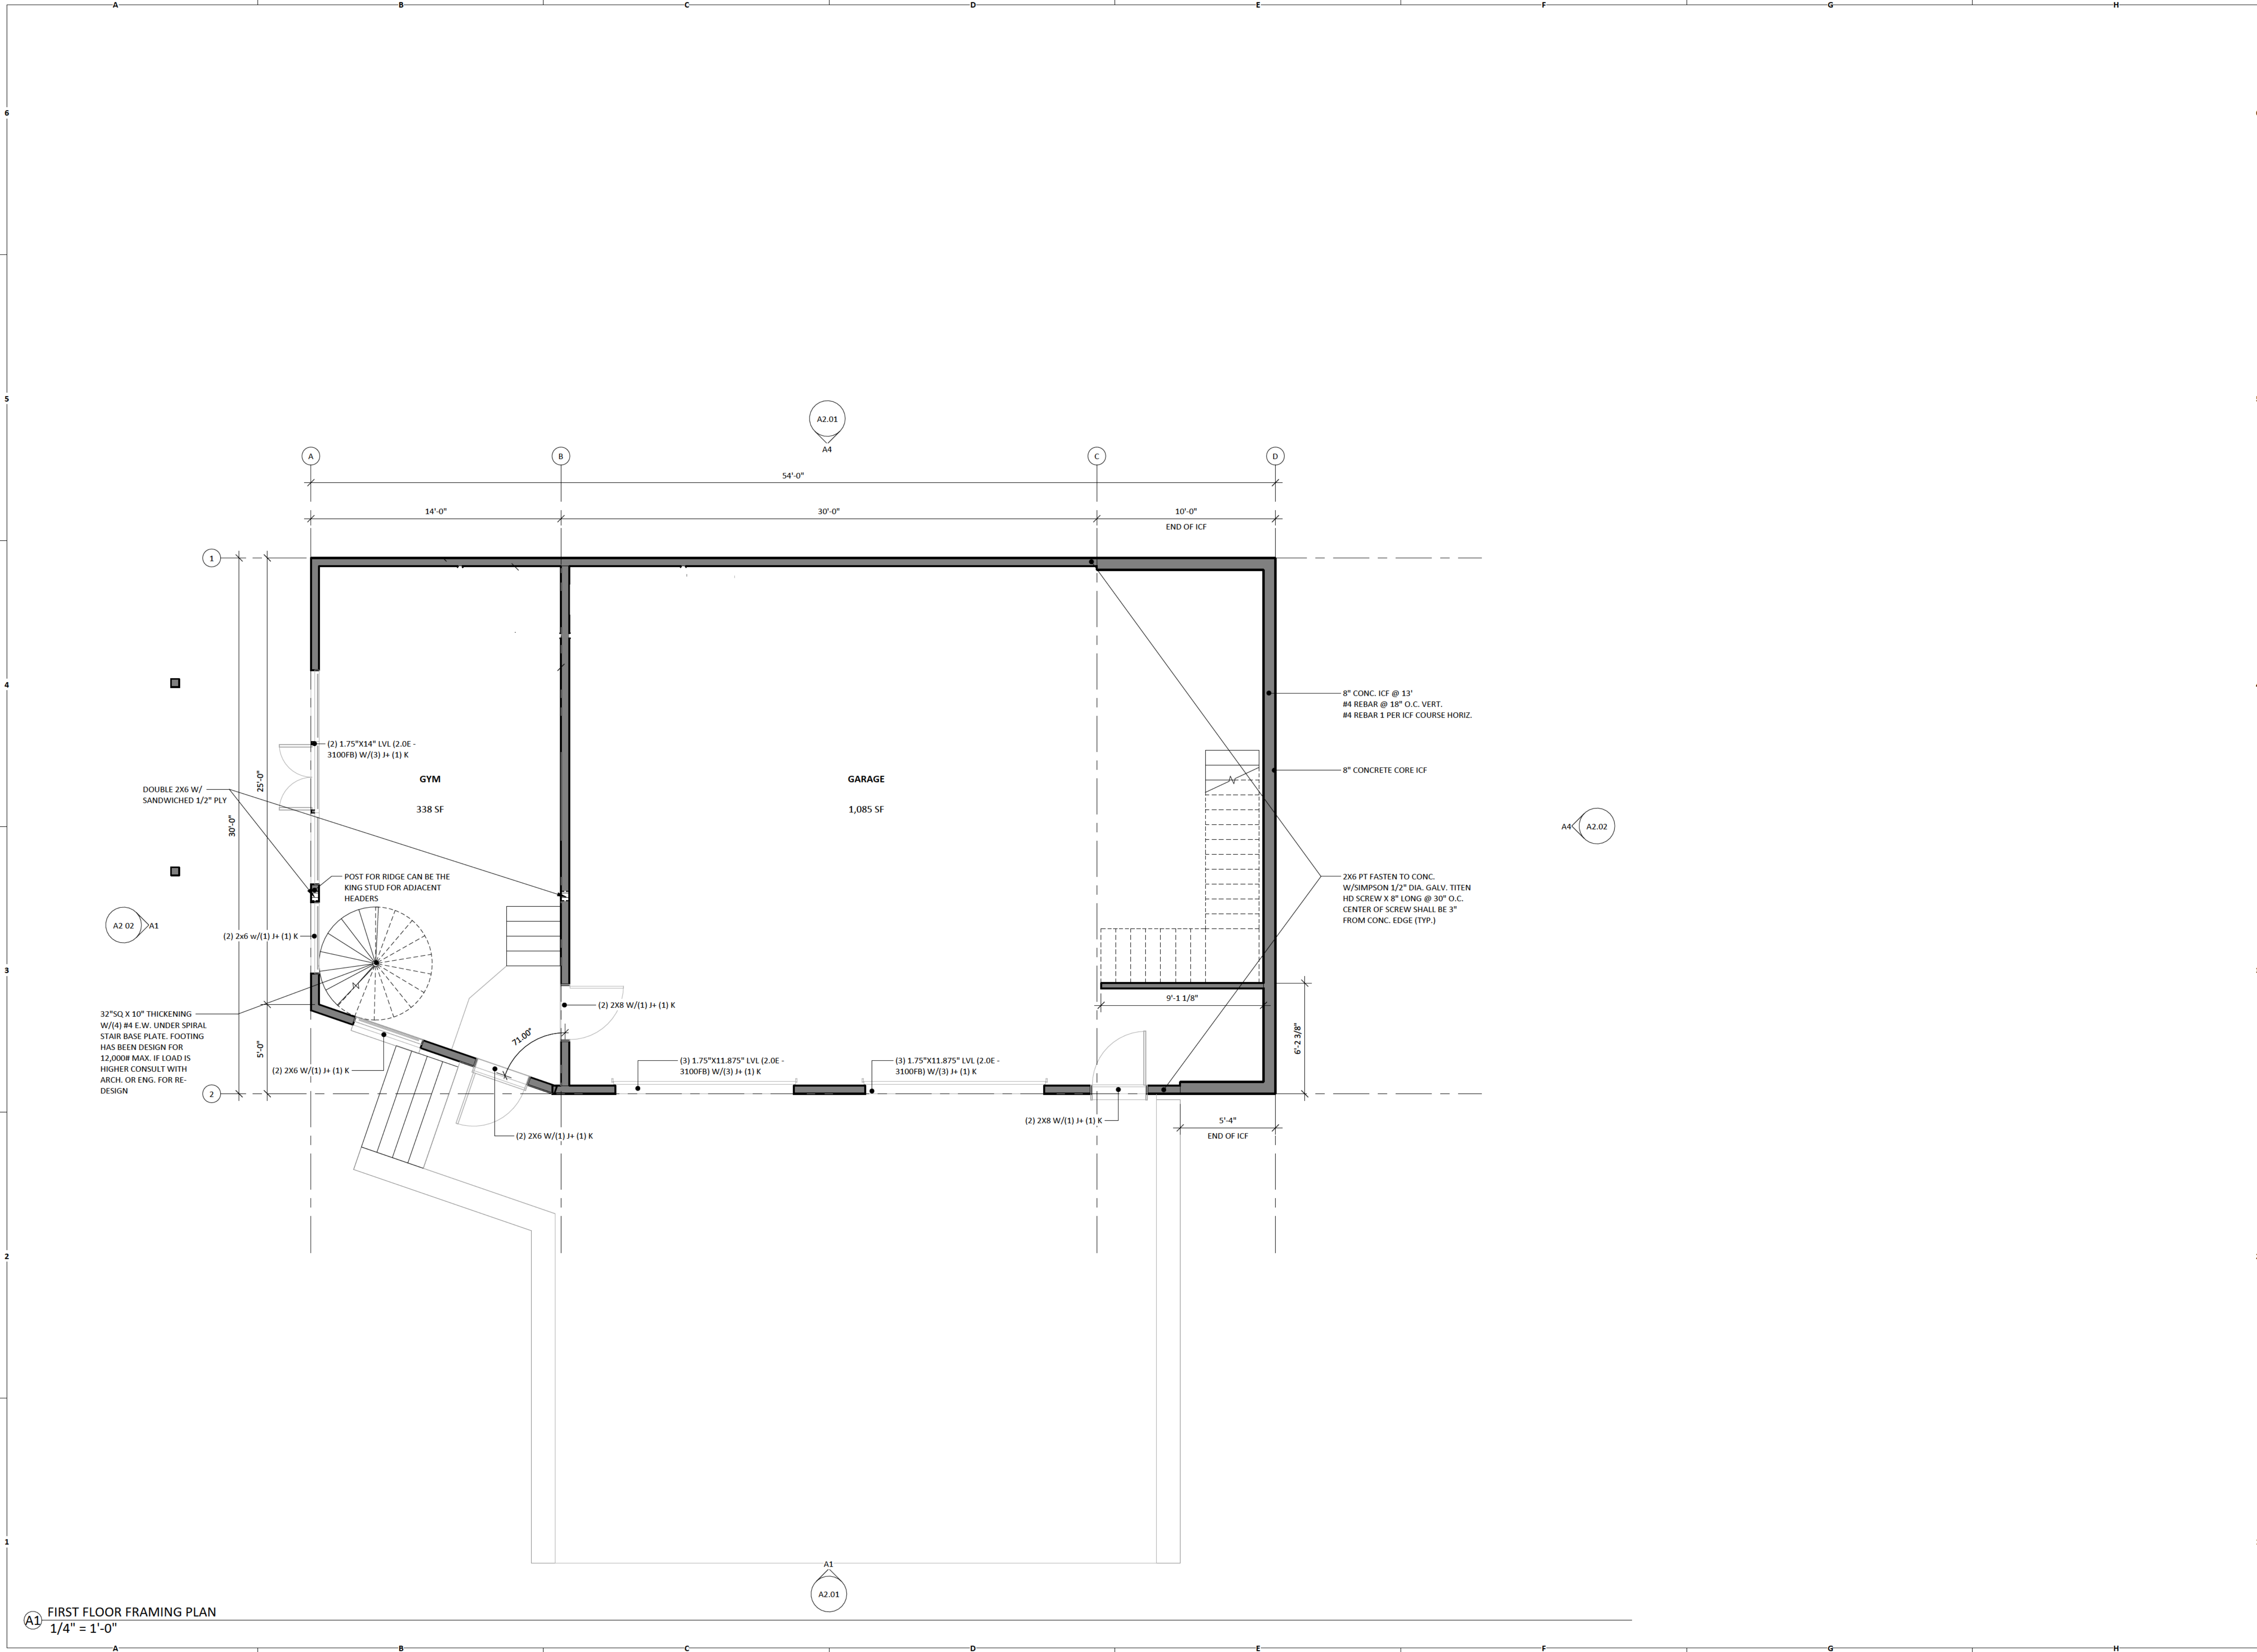 A B C D E F G H
6
5
A2.01
A4
A B C D
54'-0"
14'-0" 30'-0" 10'-0"
END OF ICF
1
4
8" CONC. ICF @ 13'
#4 REBAR @ 18" O.C. VERT.
#4 REBAR 1 PER ICF COURSE HORIZ.
(2) 1.75"X14" LVL (2.0E -
3100FB) W/(3) J+ (1) K
8" CONCRETE CORE ICF
GYM
338 SF
GARAGE
1,085 SF
DOUBLE 2X6 W/
SANDWICHED 1/2" PLY
25'-0"
30'-0"
A4 A2.02
POST FOR RIDGE CAN BE THE
KING STUD FOR ADJACENT
HEADERS
2X6 PT FASTEN TO CONC.
W/SIMPSON 1/2" DIA. GALV. TITEN
HD SCREW X 8" LONG @ 30" O.C.
CENTER OF SCREW SHALL BE 3"
FROM CONC. EDGE (TYP.)
A2 02 A1
(2) 2x6 w/(1) J+ (1) K
3
N
N
9'-1 1/8"
(2) 2X8 W/(1) J+ (1) K
32"SQ X 10" THICKENING
W/(4) #4 E.W. UNDER SPIRAL
STAIR BASE PLATE. FOOTING
HAS BEEN DESIGN FOR
12,000# MAX. IF LOAD IS
HIGHER CONSULT WITH
ARCH. OR ENG. FOR RE-
DESIGN
71.00°
5'-0"
6'-2 3/8"
(2) 2X6 W/(1) J+ (1) K
(3) 1.75"X11.875" LVL (2.0E -
3100FB) W/(3) J+ (1) K
(3) 1.75"X11.875" LVL (2.0E -
3100FB) W/(3) J+ (1) K
2
(2) 2X6 W/(1) J+ (1) K
(2) 2X8 W/(1) J+ (1) K
5'-4"
END OF ICF
2
1
A1
A2.01
A1 FIRST FLOOR FRAMING PLAN
1/4" = 1'-0"
A B C D E F G H